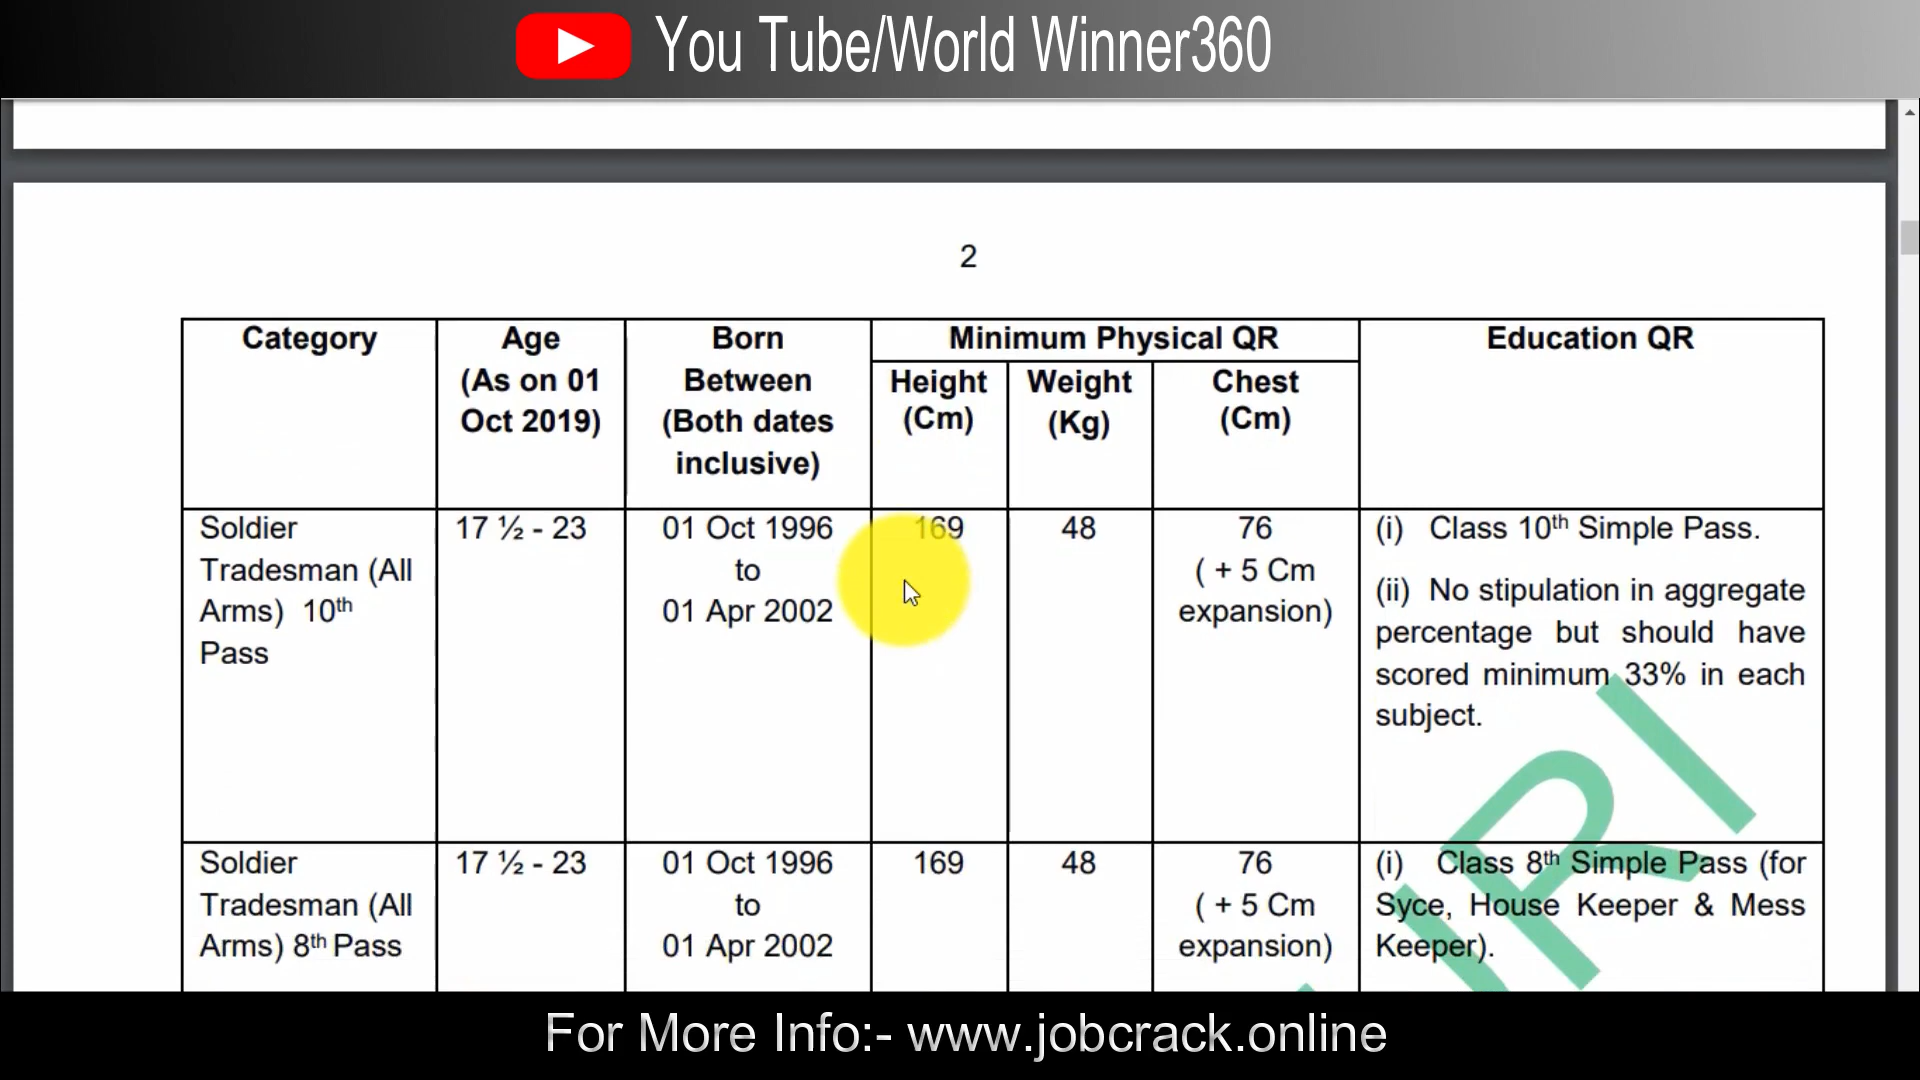 You Tube/World Winner360
2
Category
Age
(As on 01
Oct 2019)
Born
Between
(Both dates
inclusive)
Minimum Physical QR
Height
(Cm)
Weight
(Kg)
Chest
(Cm)
Education QR
Soldier
Tradesman (All
Arms) 10th
Pass
17 ½ - 23
01 Oct 1996
to
01 Apr 2002
169
48
76
( + 5 Cm
expansion)
(i) Class 10th Simple Pass.
(ii) No stipulation in aggregate
percentage but should have
scored minimum 33% in each
subject.
Soldier
Tradesman (All
Arms) 8th Pass
17 ½ - 23
01 Oct 1996
to
01 Apr 2002
169
48
76
( + 5 Cm
expansion)
(i) Class 8th Simple Pass (for
Syce, House Keeper & Mess
Keeper).
For More Info:- www.jobcrack.online